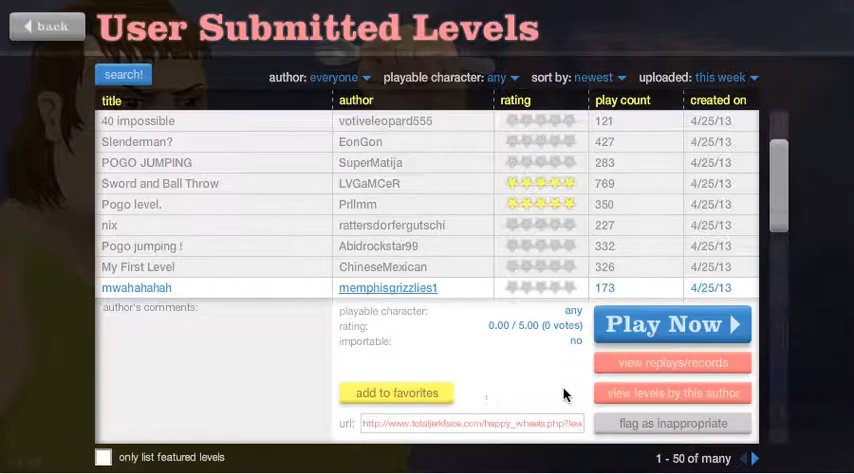 back
User Submitted Levels
search! author: everyone playable character: any sort by: newest uploaded: this week
title author rating play count created on
40 impossible votiveleopard555 121 4/25/13
Slenderman? EonGon 427 4/25/13
POGO JUMPING SuperMatija 283 4/25/13
Sword and Ball Throw LVGaMCeR 769 4/25/13
Pogo level. Prllmm 350 4/25/13
nix rattersdorfergutschi 227 4/25/13
Pogo jumping ! Abidrockstar99 332 4/25/13
My First Level ChineseMexican 326 4/25/13
mwahahahah memphisgrizzlies1 173 4/25/13
author's comments:
playable character: any
rating: 0.00 / 5.00 (0 votes)
importable: no
add to favorites
url: http://www.totaljerkface.com/happy_wheels.php?lev
Play Now
view replays/records
view levels by this author
flag as inappropriate
only list featured levels
1 - 50 of many